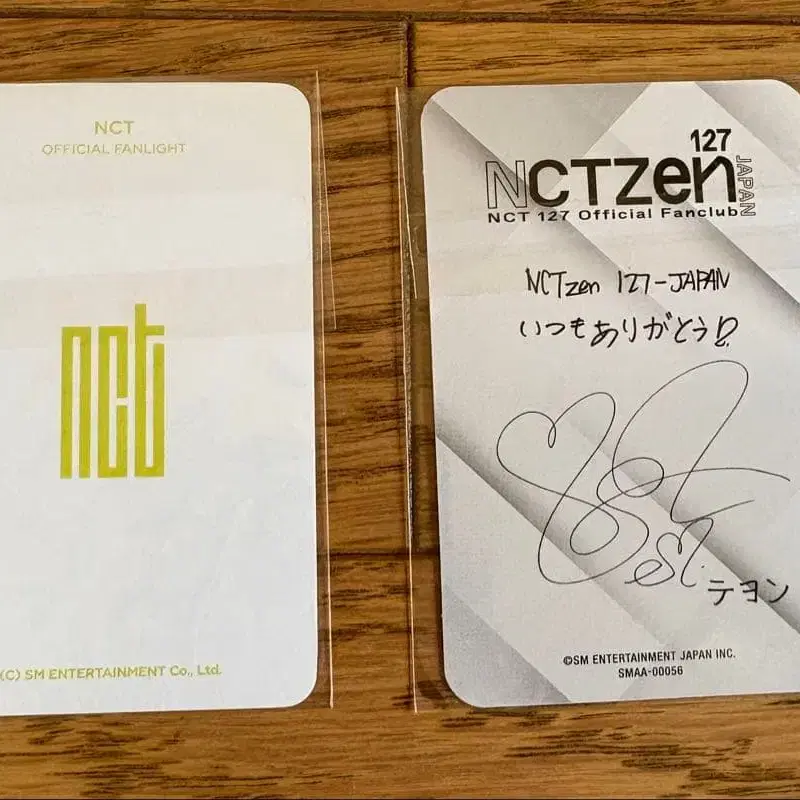 NCT
OFFICIAL FANLIGHT
nct
(C) SM ENTERTAINMENT Co., Ltd.
127
NCTzen
JAPAN
NCT 127 Official Fanclub
NCTzen 127-JAPAN
いつもありがとう!?
テヨン
©SM ENTERTAINMENT JAPAN INC.
SMAA-00056